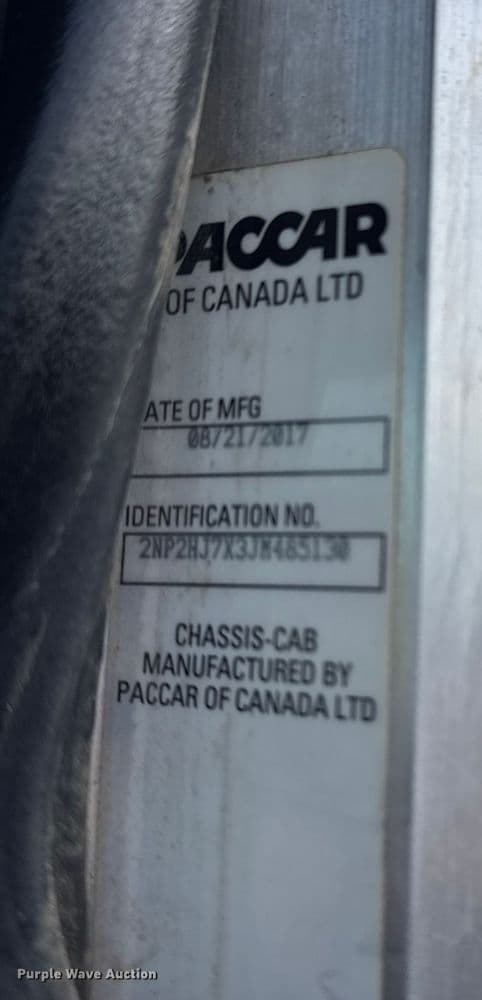 PACCAR
OF CANADA LTD
ATE OF MFG
08/21/2017
IDENTIFICATION NO.
2NP2HJ7X3JM485130
CHASSIS-CAB
MANUFACTURED BY
PACCAR OF CANADA LTD
Purple Wave Auction